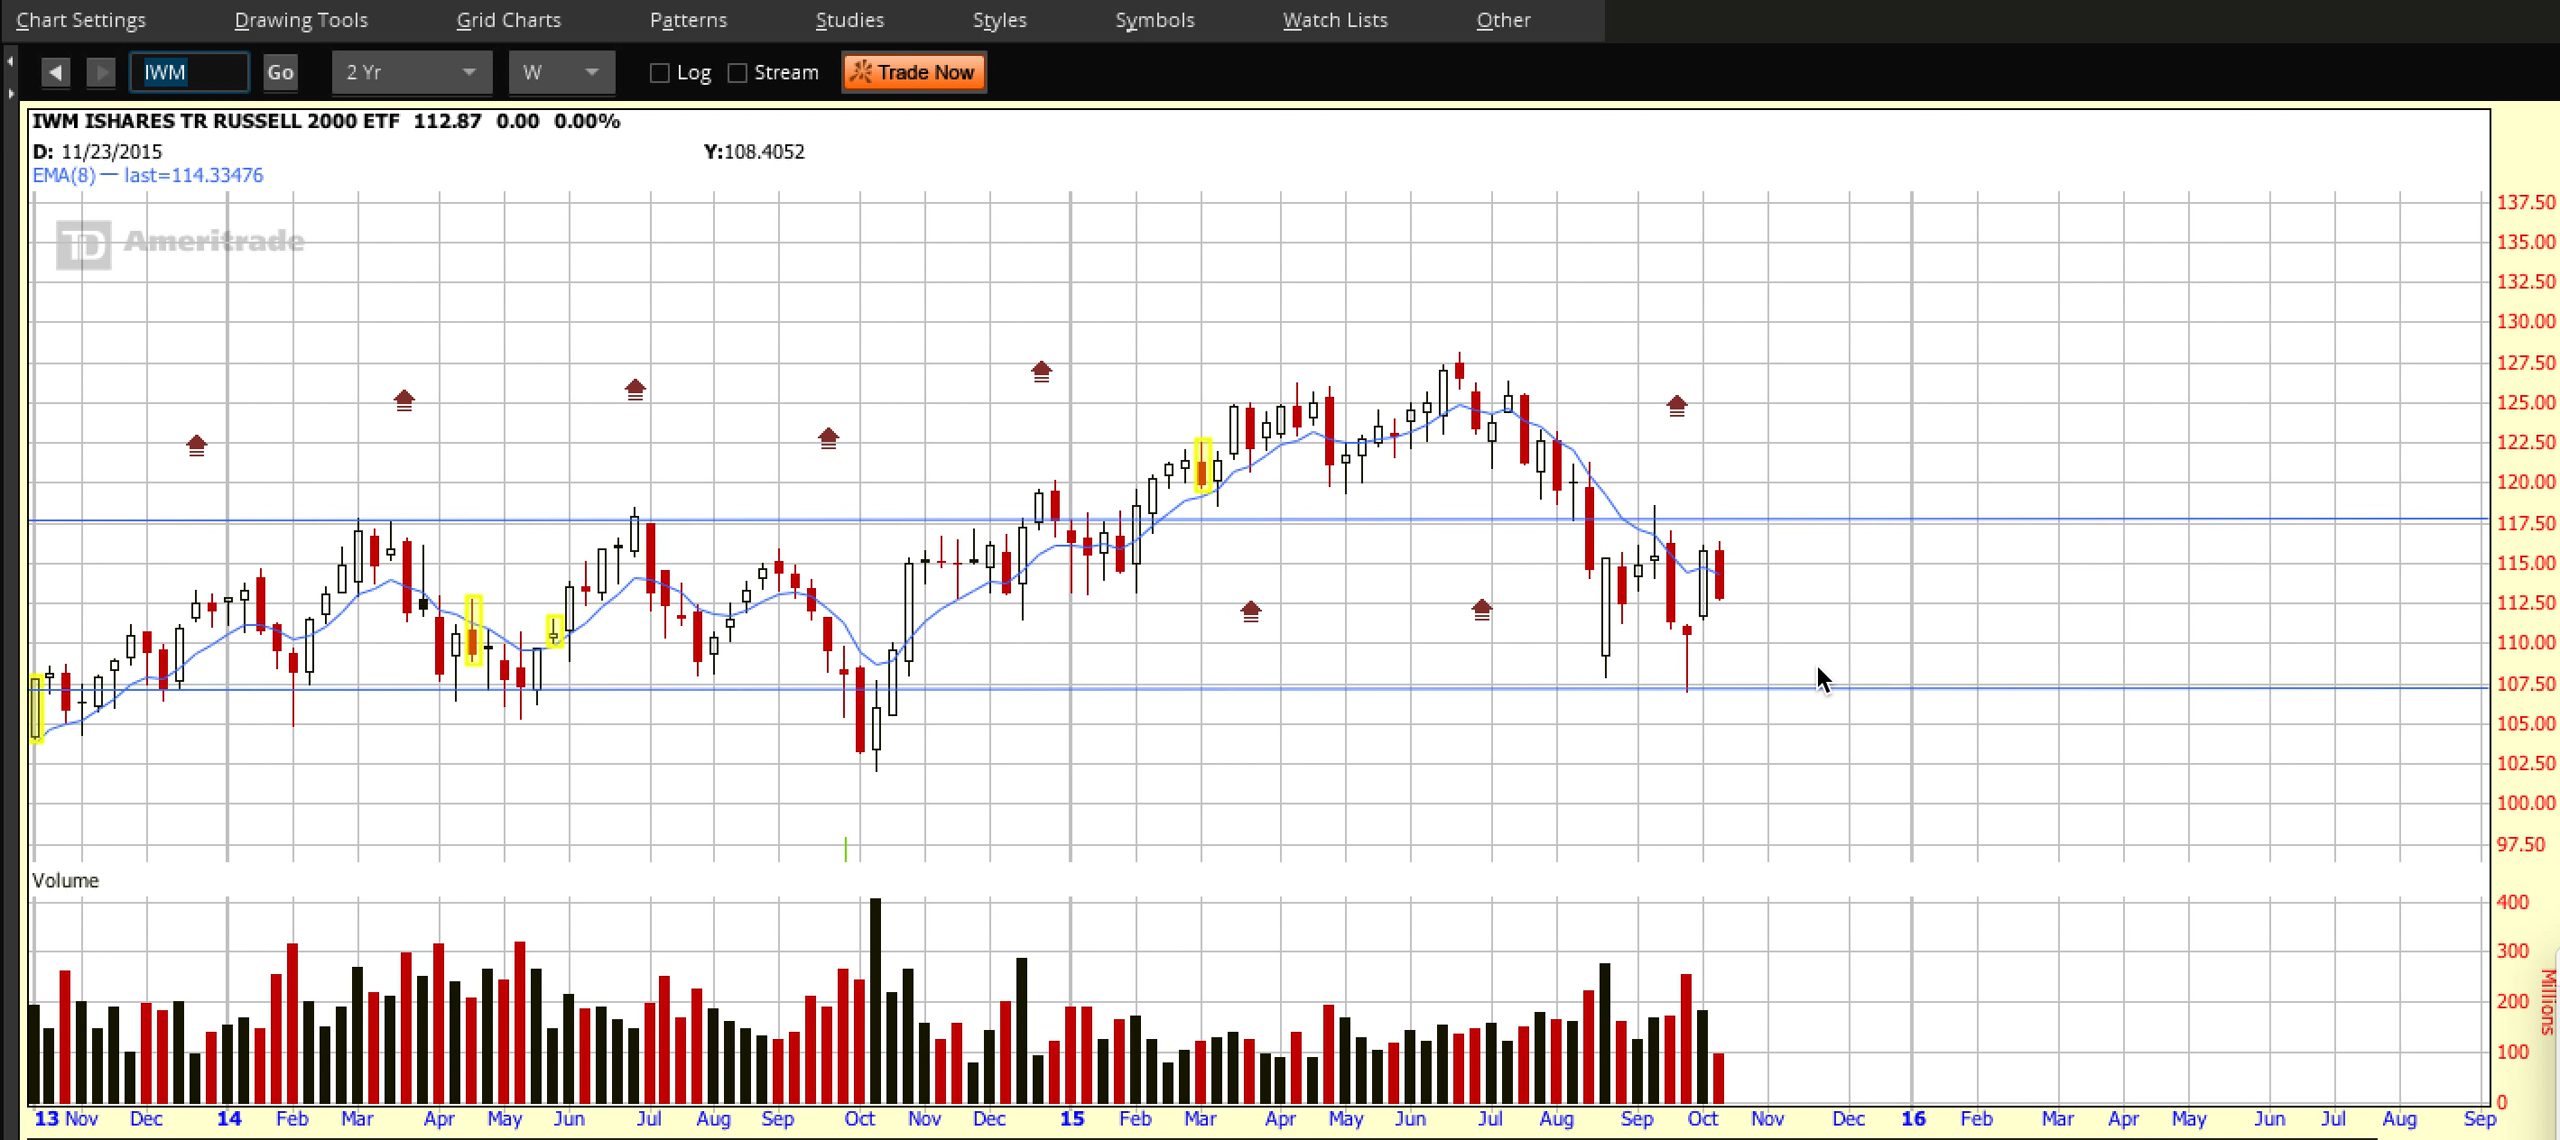 Chart Settings Drawing Tools Grid Charts Patterns Studies Styles Symbols Watch Lists Other
IWM Go 2 Yr W Log Stream Trade Now
IWM ISHARES TR RUSSELL 2000 ETF 112.87 0.00 0.00%
D: 11/23/2015 Y:108.4052
EMA(8) — last=114.33476
TD Ameritrade
137.50
135.00
132.50
130.00
127.50
125.00
122.50
120.00
117.50
115.00
112.50
110.00
107.50
105.00
102.50
100.00
97.50
Volume
400
300
200
100
0
Millions
13 Nov Dec 14 Feb Mar Apr May Jun Jul Aug Sep Oct Nov Dec 15 Feb Mar Apr May Jun Jul Aug Sep Oct Nov Dec 16 Feb Mar Apr May Jun Jul Aug Sep